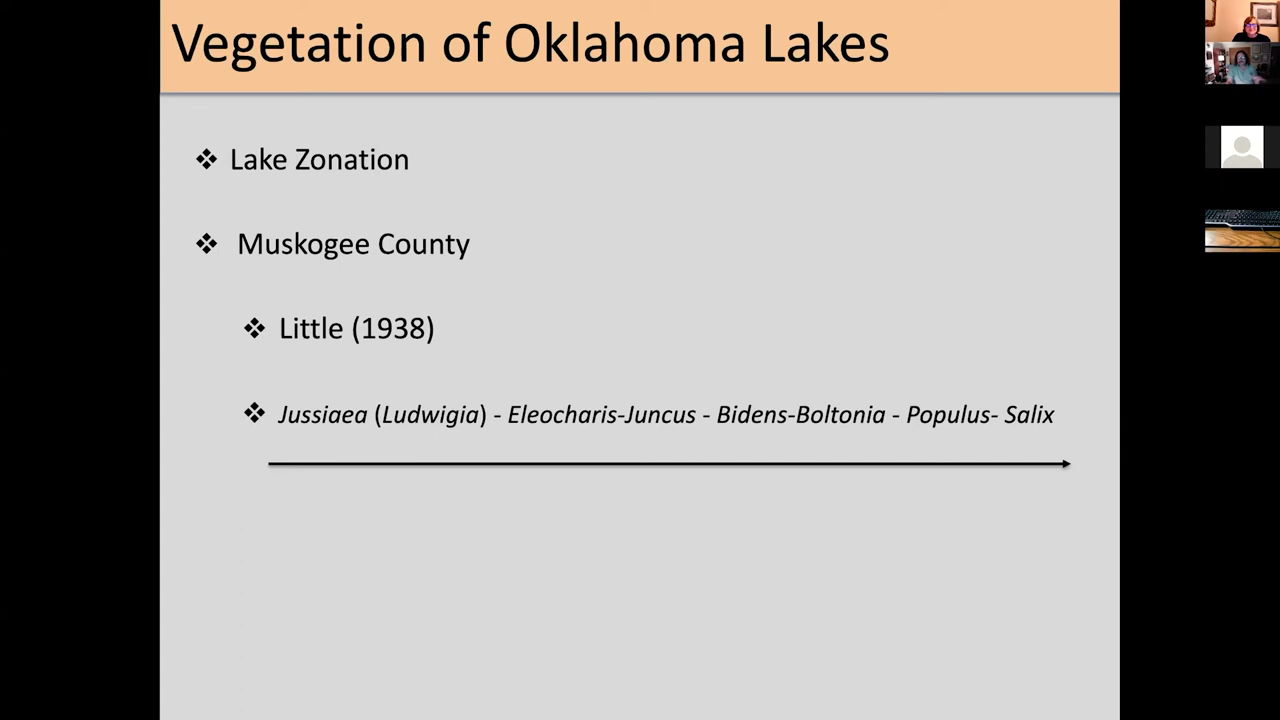 Vegetation of Oklahoma Lakes
❖ Lake Zonation
❖ Muskogee County
❖ Little (1938)
❖ Jussiaea (Ludwigia) - Eleocharis-Juncus - Bidens-Boltonia - Populus- Salix